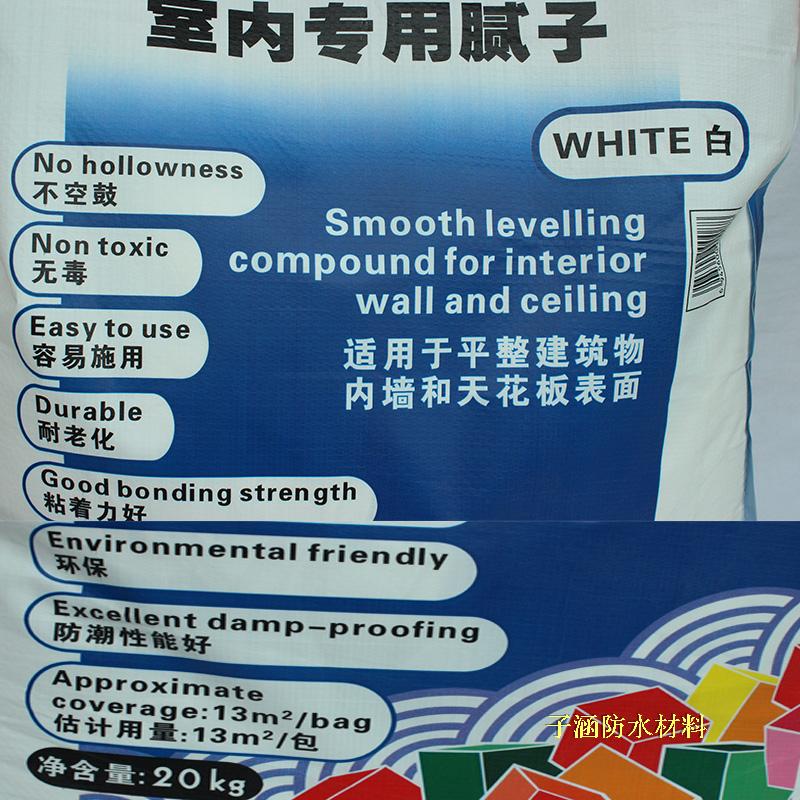 室内专用腻子
WHITE 白
No hollowness
不空鼓
Non toxic
无毒
Easy to use
容易施用
Durable
耐老化
Good bonding strength
粘着力好
Smooth levelling
compound for interior
wall and ceiling
适用于平整建筑物
内墙和天花板表面
Environmental friendly
环保
Excellent damp-proofing
防潮性能好
Approximate
coverage:13m²/bag
估计用量:13m²/包
净含量:20kg
子涵防水材料